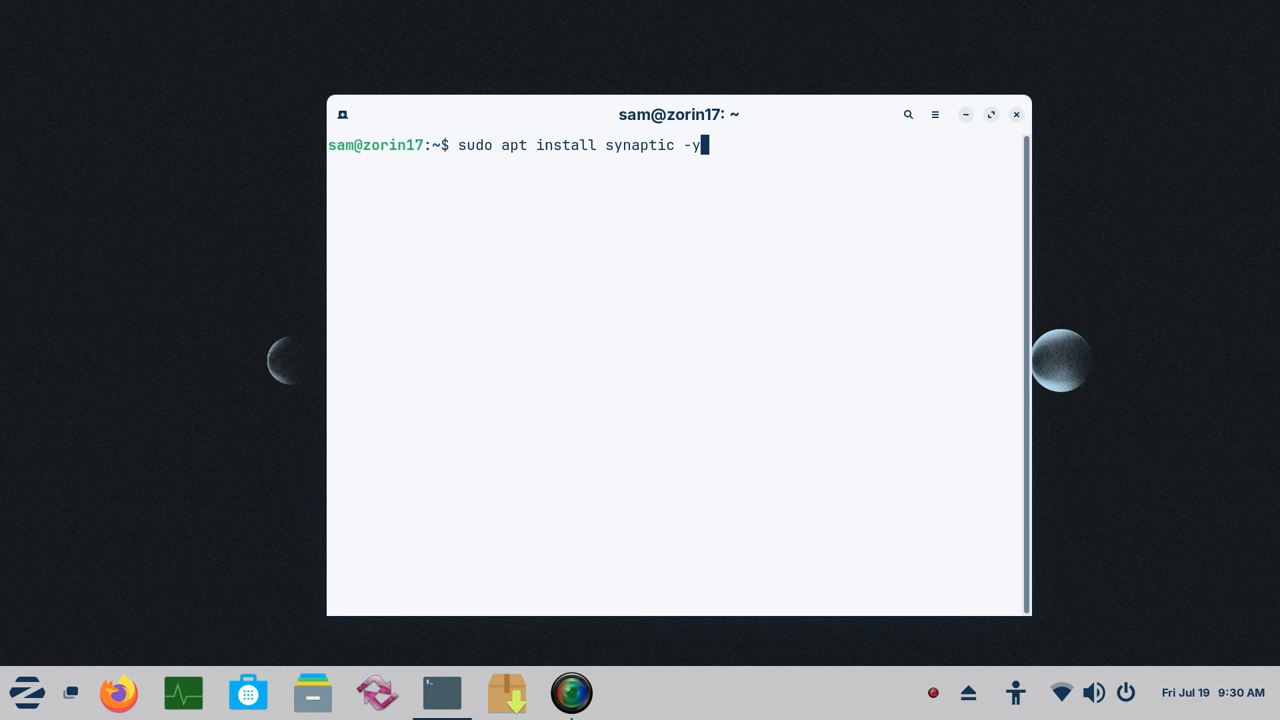 sam@zorin17: ~
sam@zorin17:~$ sudo apt install synaptic -y
Fri Jul 19 9:30 AM